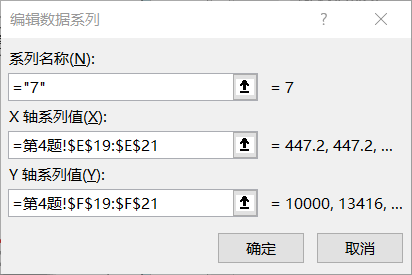 编辑数据系列 ?
系列名称(N):
="7" = 7
X 轴系列值(X):
=第4题!$E$19:$E$21 = 447.2, 447.2, ...
Y 轴系列值(Y):
=第4题!$F$19:$F$21 = 10000, 13416, ...
确定 取消